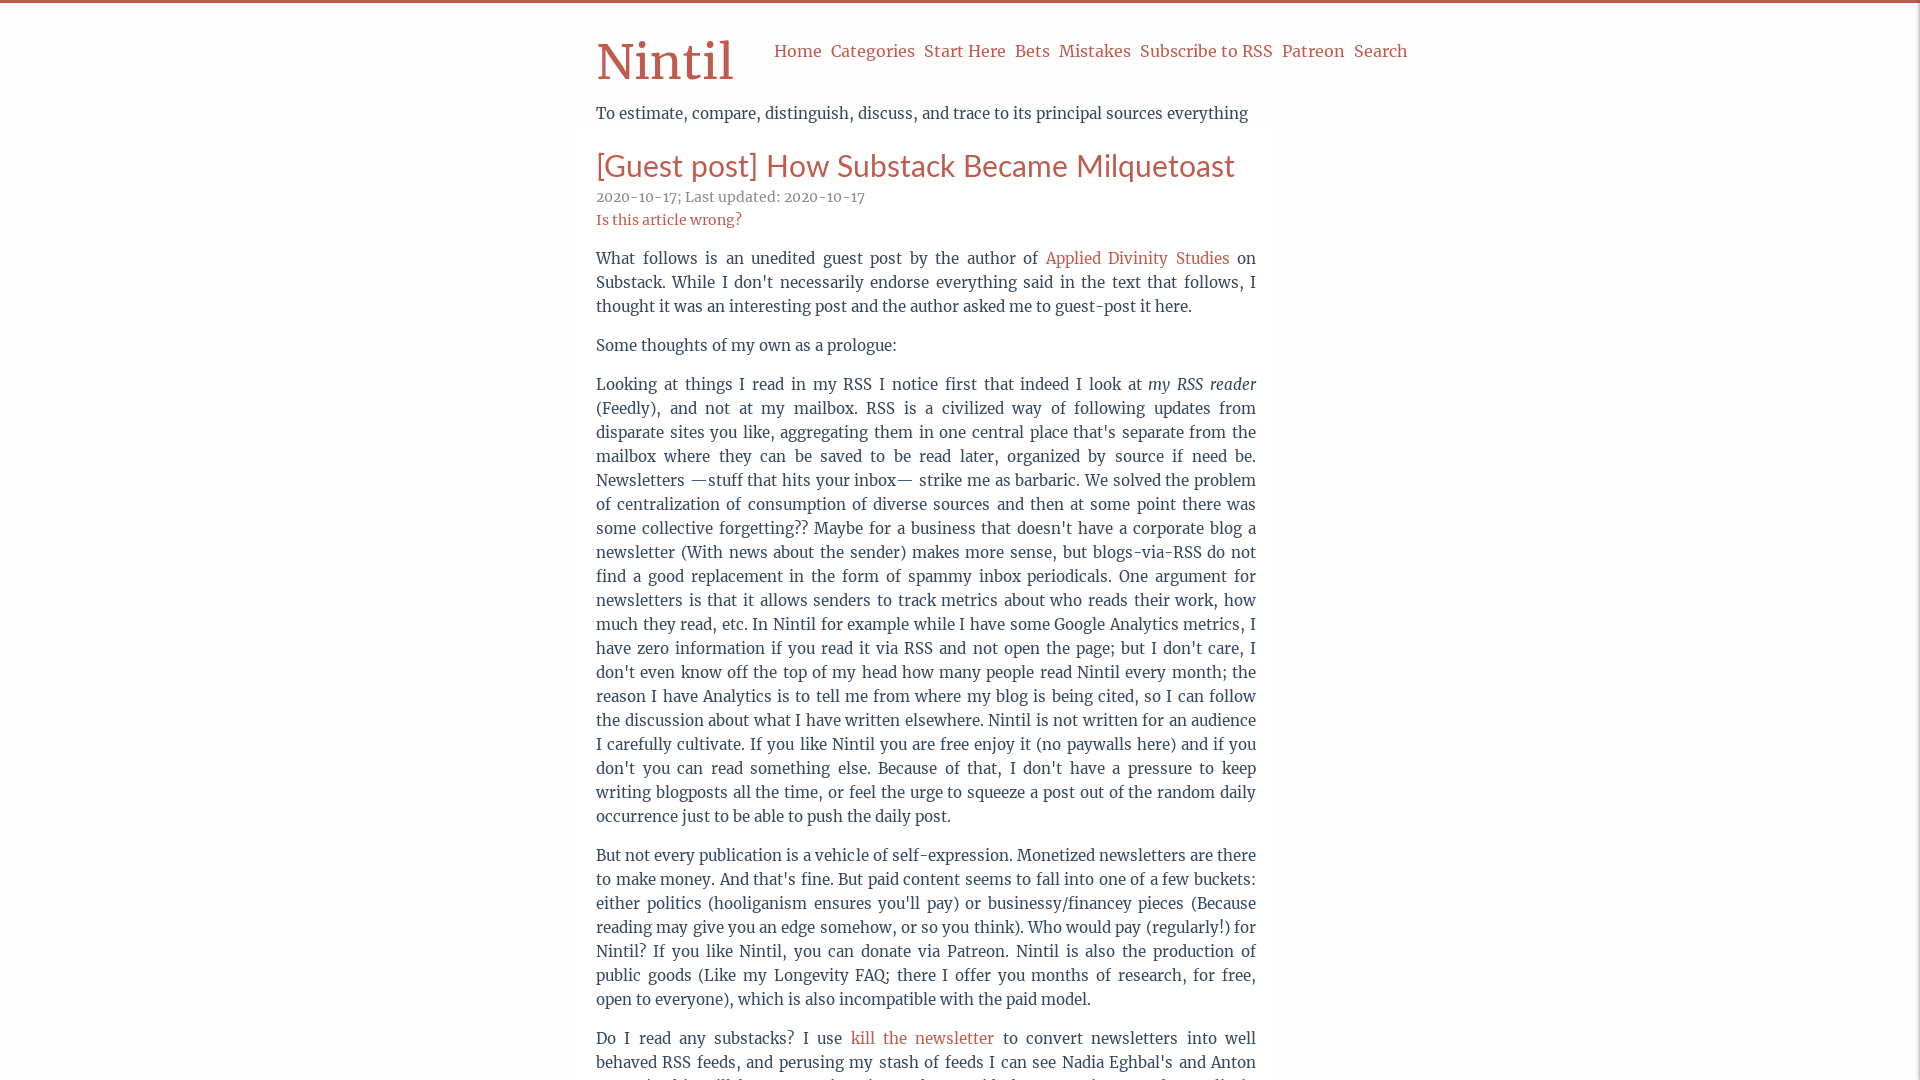 Nintil
Home Categories Start Here Bets Mistakes Subscribe to RSS Patreon Search
To estimate, compare, distinguish, discuss, and trace to its principal sources everything
[Guest post] How Substack Became Milquetoast
2020-10-17; Last updated: 2020-10-17
Is this article wrong?
What follows is an unedited guest post by the author of Applied Divinity Studies on
Substack. While I don't necessarily endorse everything said in the text that follows, I
thought it was an interesting post and the author asked me to guest-post it here.
Some thoughts of my own as a prologue:
Looking at things I read in my RSS I notice first that indeed I look at my RSS reader
(Feedly), and not at my mailbox. RSS is a civilized way of following updates from
disparate sites you like, aggregating them in one central place that's separate from the
mailbox where they can be saved to be read later, organized by source if need be.
Newsletters —stuff that hits your inbox— strike me as barbaric. We solved the problem
of centralization of consumption of diverse sources and then at some point there was
some collective forgetting?? Maybe for a business that doesn't have a corporate blog a
newsletter (With news about the sender) makes more sense, but blogs-via-RSS do not
find a good replacement in the form of spammy inbox periodicals. One argument for
newsletters is that it allows senders to track metrics about who reads their work, how
much they read, etc. In Nintil for example while I have some Google Analytics metrics, I
have zero information if you read it via RSS and not open the page; but I don't care, I
don't even know off the top of my head how many people read Nintil every month; the
reason I have Analytics is to tell me from where my blog is being cited, so I can follow
the discussion about what I have written elsewhere. Nintil is not written for an audience
I carefully cultivate. If you like Nintil you are free enjoy it (no paywalls here) and if you
don't you can read something else. Because of that, I don't have a pressure to keep
writing blogposts all the time, or feel the urge to squeeze a post out of the random daily
occurrence just to be able to push the daily post.
But not every publication is a vehicle of self-expression. Monetized newsletters are there
to make money. And that's fine. But paid content seems to fall into one of a few buckets:
either politics (hooliganism ensures you'll pay) or businessy/financey pieces (Because
reading may give you an edge somehow, or so you think). Who would pay (regularly!) for
Nintil? If you like Nintil, you can donate via Patreon. Nintil is also the production of
public goods (Like my Longevity FAQ; there I offer you months of research, for free,
open to everyone), which is also incompatible with the paid model.
Do I read any substacks? I use kill the newsletter to convert newsletters into well
behaved RSS feeds, and perusing my stash of feeds I can see Nadia Eghbal's and Anton